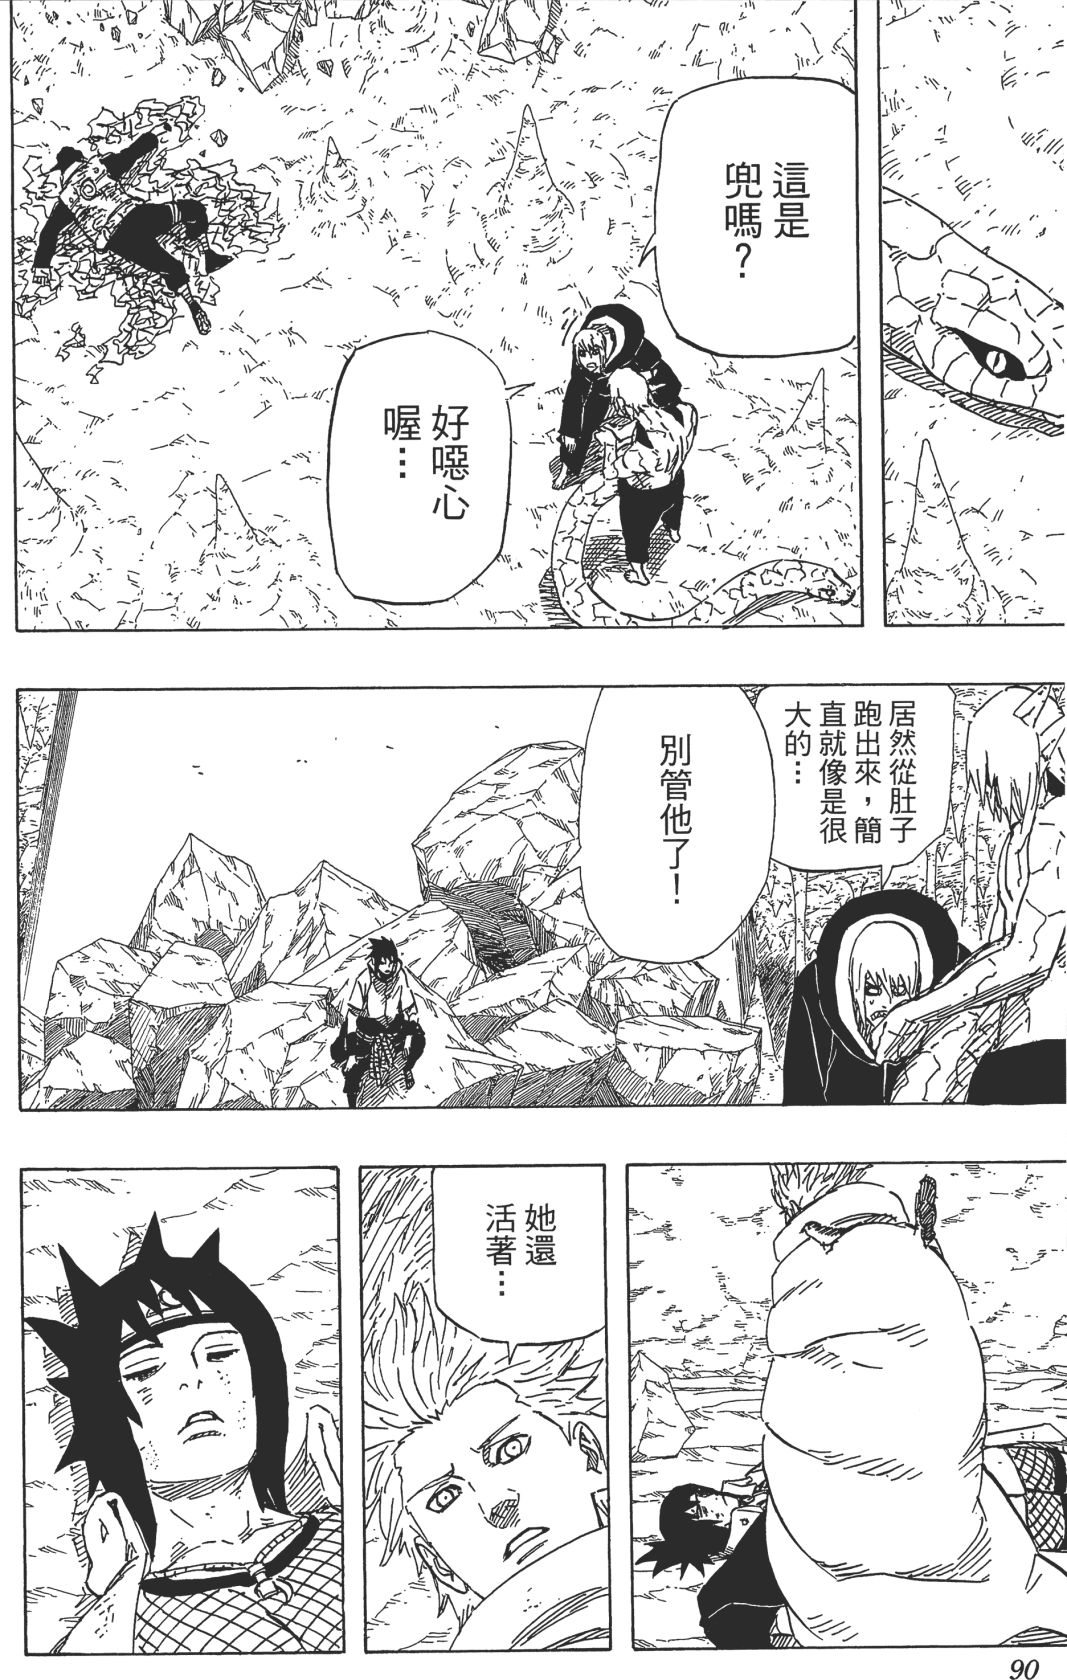 這是
兜嗎?
好噁心
喔…
居然從肚子
跑出來，簡
直就像是很
大的…
別管他了!
她還
活著…
90